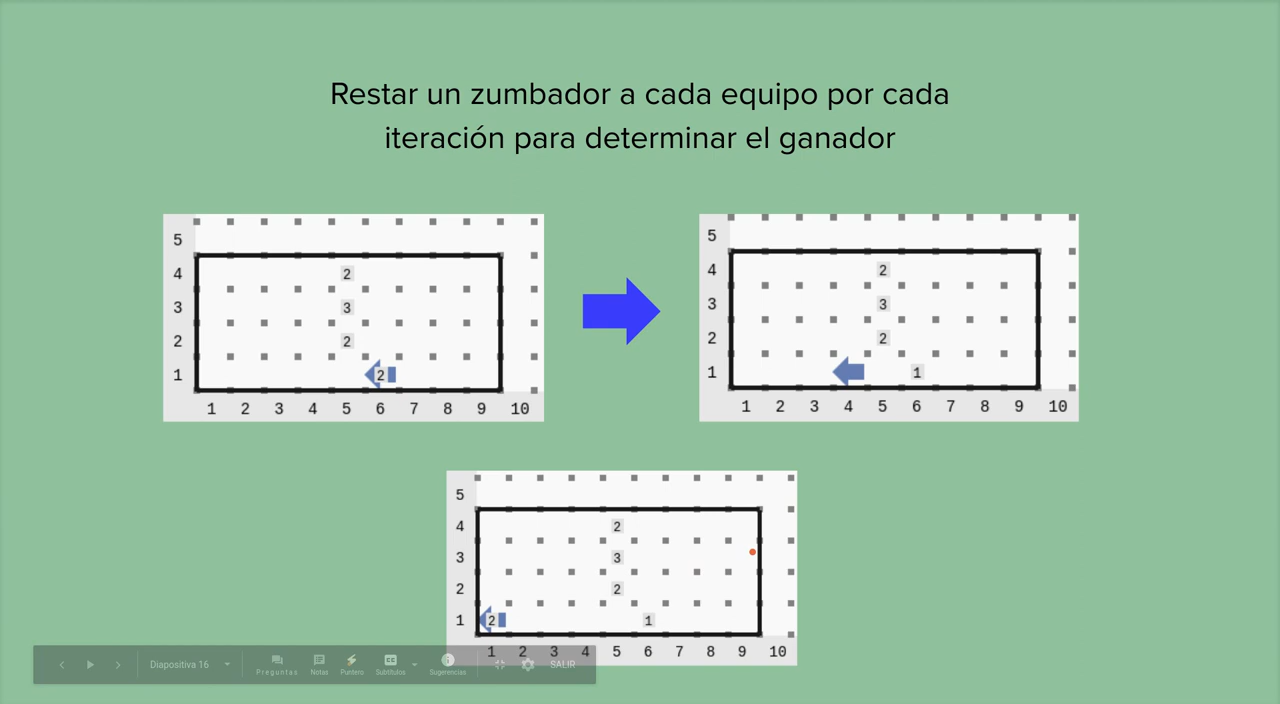 Restar un zumbador a cada equipo por cada
iteración para determinar el ganador
5
4 2
3 3
2 2
1 2
1 2 3 4 5 6 7 8 9 10
5
4 2
3 3
2 2
1 1
1 2 3 4 5 6 7 8 9 10
5
4 2
3 3
2 2
1 2 1
1 2 3 4 5 6 7 8 9 10
Diapositiva 16 Preguntas Notas Puntero Subtítulos Sugerencias SALIR